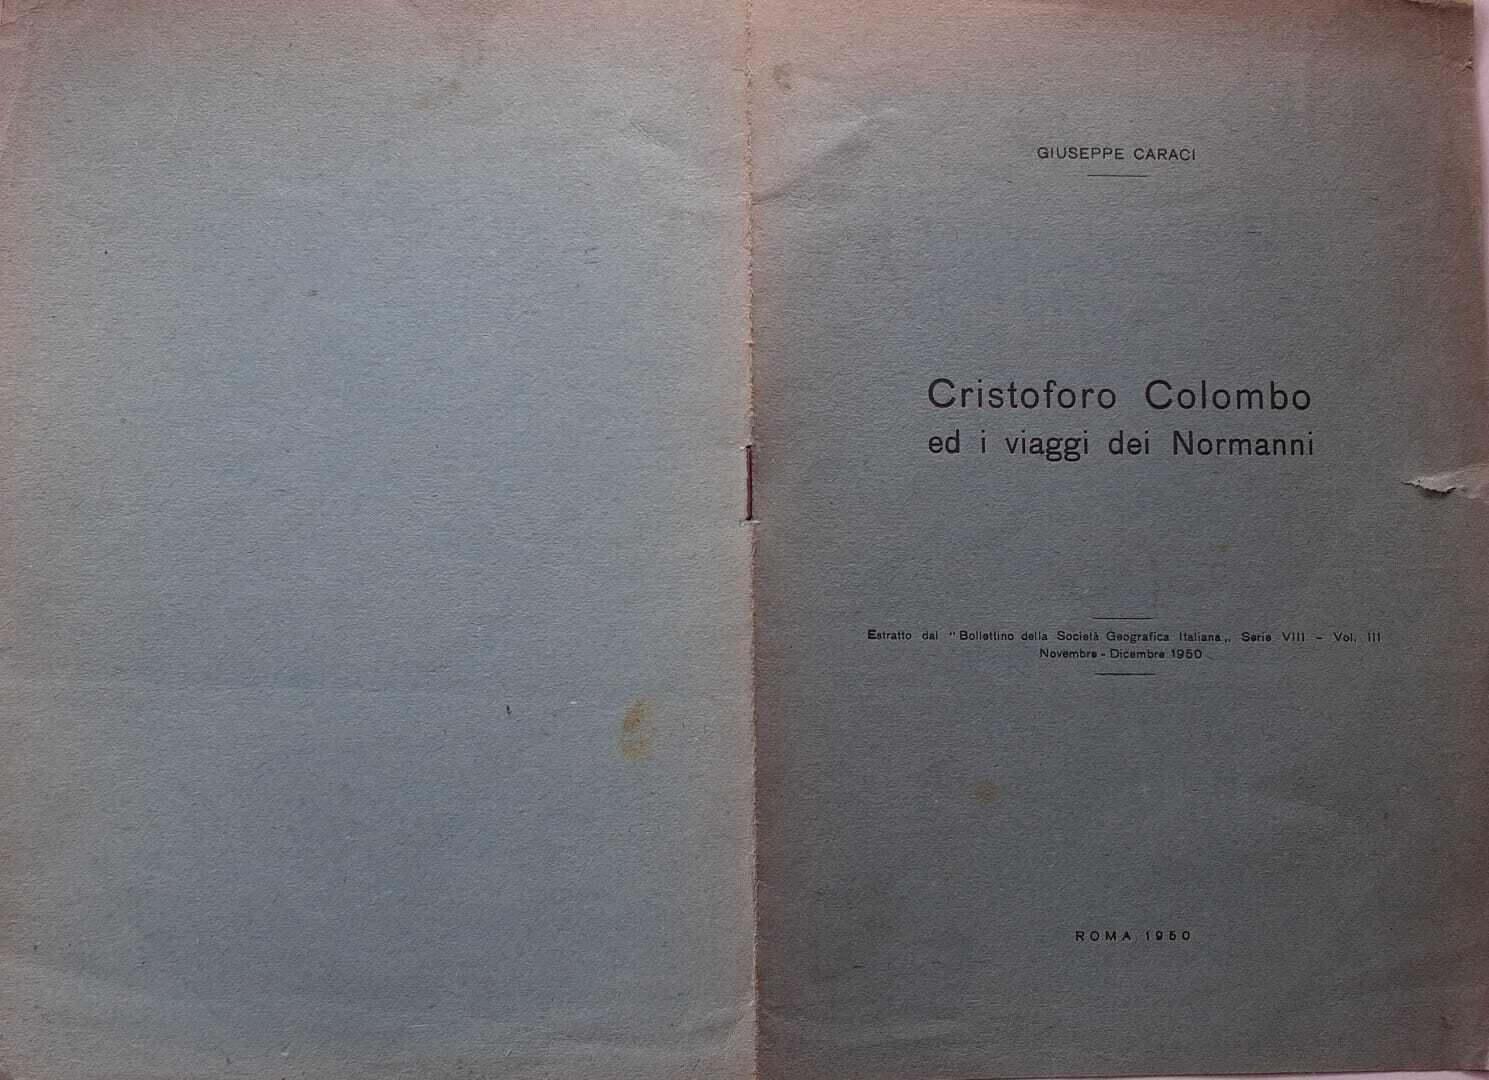 GIUSEPPE CARACI
Cristoforo Colombo
ed i viaggi dei Normanni
Estratto dal "Bollettino della Società Geografica Italiana„ Serie VIII - Vol. III
Novembre - Dicembre 1950
ROMA 1950